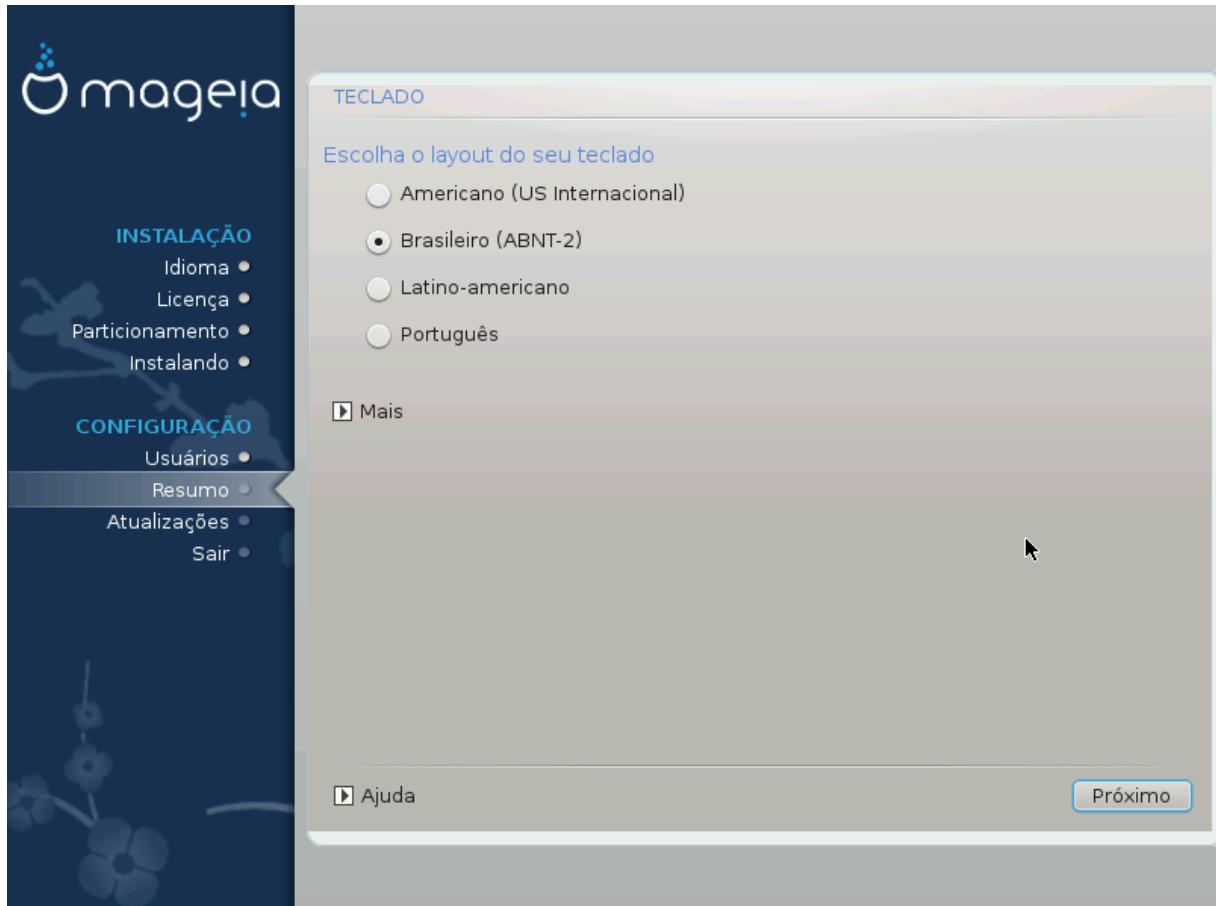 mageia
INSTALAÇÃO
Idioma
Licença
Particionamento
Instalando
CONFIGURAÇÃO
Usuários
Resumo
Atualizações
Sair
TECLADO
Escolha o layout do seu teclado
Americano (US Internacional)
Brasileiro (ABNT-2)
Latino-americano
Português
Mais
Ajuda
Próximo